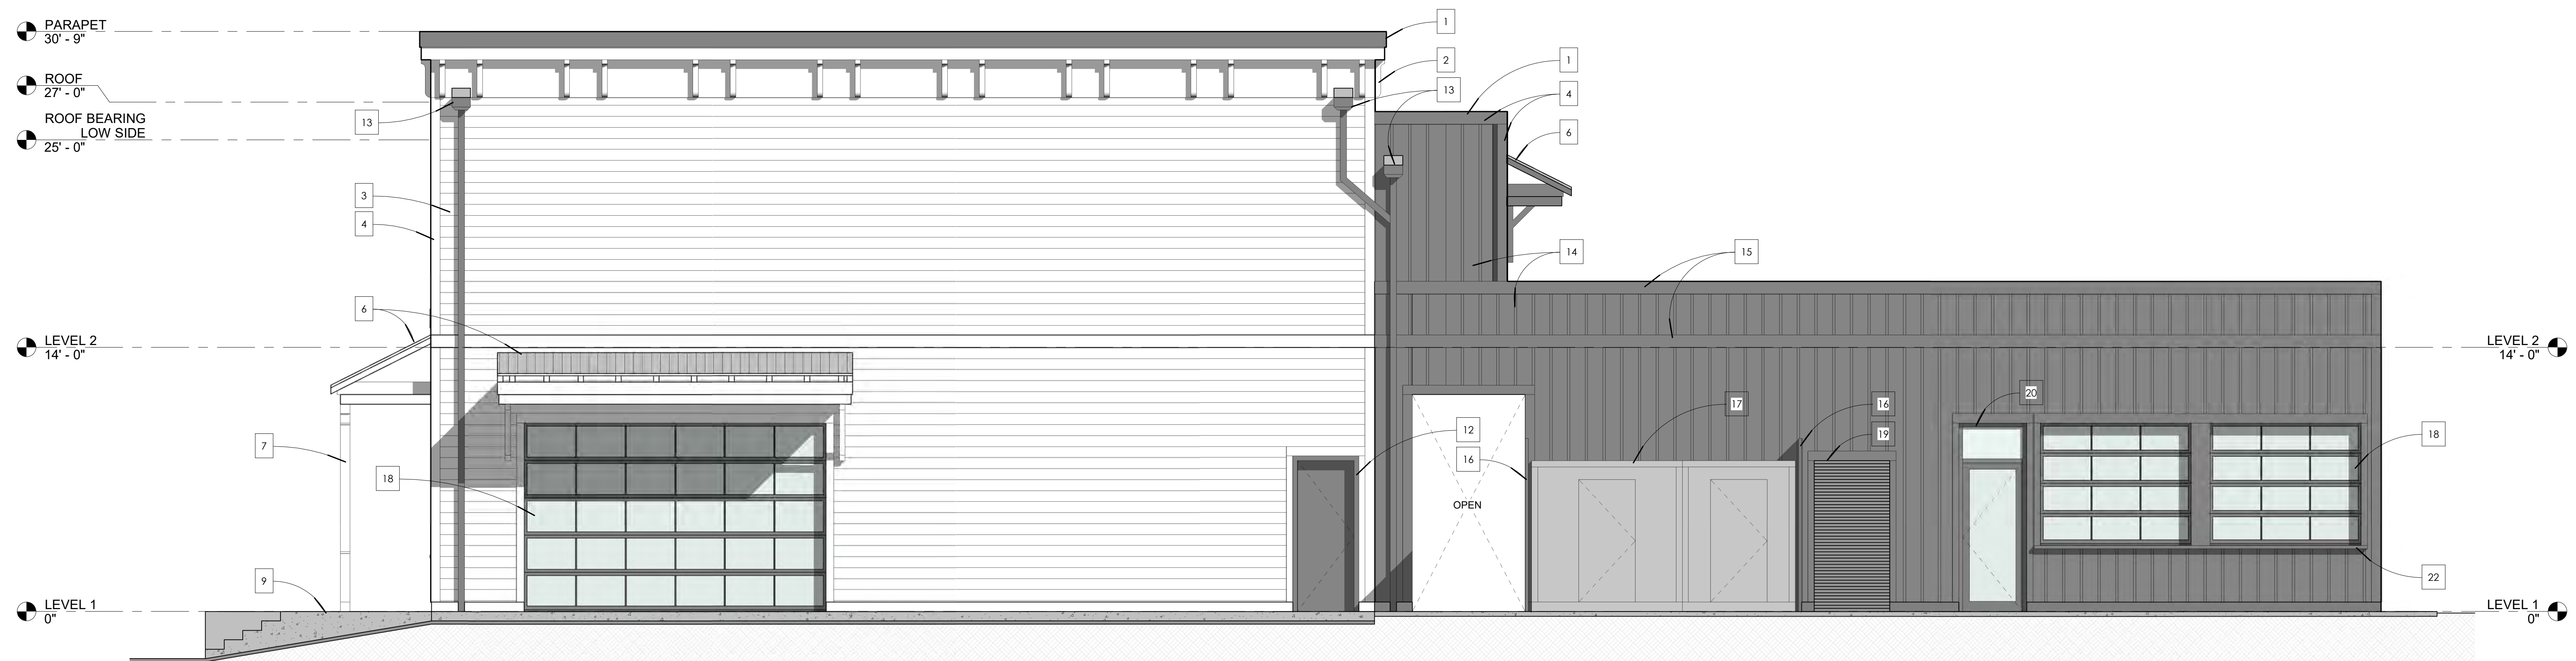 PARAPET
30' - 9"
ROOF
27' - 0"
ROOF BEARING
LOW SIDE
25' - 0"
LEVEL 2
14' - 0"
LEVEL 1
0"
1
2
13
1
4
6
13
3
4
14
15
6
LEVEL 2
14' - 0"
7
18
12
16
17
16
19
20
18
OPEN
9
22
LEVEL 1
0"